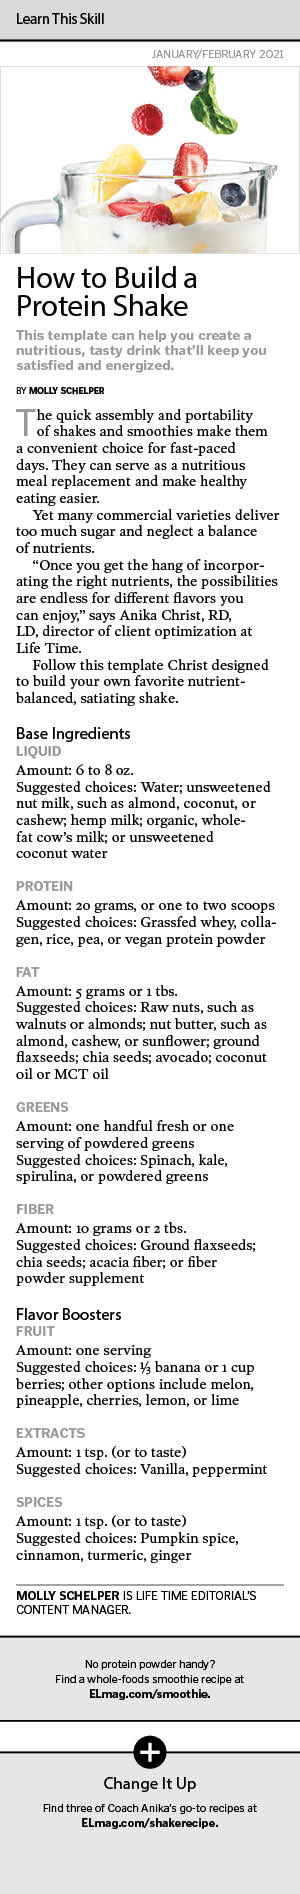 Learn This Skill
JANUARY/FEBRUARY 2021
How to Build a
Protein Shake
This template can help you create a
nutritious, tasty drink that'll keep you
satisfied and energized.
BY MOLLY SCHELPER
The quick assembly and portability
of shakes and smoothies make them
a convenient choice for fast-paced
days. They can serve as a nutritious
meal replacement and make healthy
eating easier.
Yet many commercial varieties deliver
too much sugar and neglect a balance
of nutrients.
“Once you get the hang of incorpor-
ating the right nutrients, the possibilities
are endless for different flavors you
can enjoy,” says Anika Christ, RD,
LD, director of client optimization at
Life Time.
Follow this template Christ designed
to build your own favorite nutrient-
balanced, satiating shake.
Base Ingredients
LIQUID
Amount: 6 to 8 oz.
Suggested choices: Water; unsweetened
nut milk, such as almond, coconut, or
cashew; hemp milk; organic, whole-
fat cow’s milk; or unsweetened
coconut water
PROTEIN
Amount: 20 grams, or one to two scoops
Suggested choices: Grassfed whey, colla-
gen, rice, pea, or vegan protein powder
FAT
Amount: 5 grams or 1 tbs.
Suggested choices: Raw nuts, such as
walnuts or almonds; nut butter, such as
almond, cashew, or sunflower; ground
flaxseeds; chia seeds; avocado; coconut
oil or MCT oil
GREENS
Amount: one handful fresh or one
serving of powdered greens
Suggested choices: Spinach, kale,
spirulina, or powdered greens
FIBER
Amount: 10 grams or 2 tbs.
Suggested choices: Ground flaxseeds;
chia seeds; acacia fiber; or fiber
powder supplement
Flavor Boosters
FRUIT
Amount: one serving
Suggested choices: ⅓ banana or 1 cup
berries; other options include melon,
pineapple, cherries, lemon, or lime
EXTRACTS
Amount: 1 tsp. (or to taste)
Suggested choices: Vanilla, peppermint
SPICES
Amount: 1 tsp. (or to taste)
Suggested choices: Pumpkin spice,
cinnamon, turmeric, ginger
MOLLY SCHELPER IS LIFE TIME EDITORIAL’S
CONTENT MANAGER.
No protein powder handy?
Find a whole-foods smoothie recipe at
ELmag.com/smoothie.
Change It Up
Find three of Coach Anika’s go-to recipes at
ELmag.com/shakerecipe.